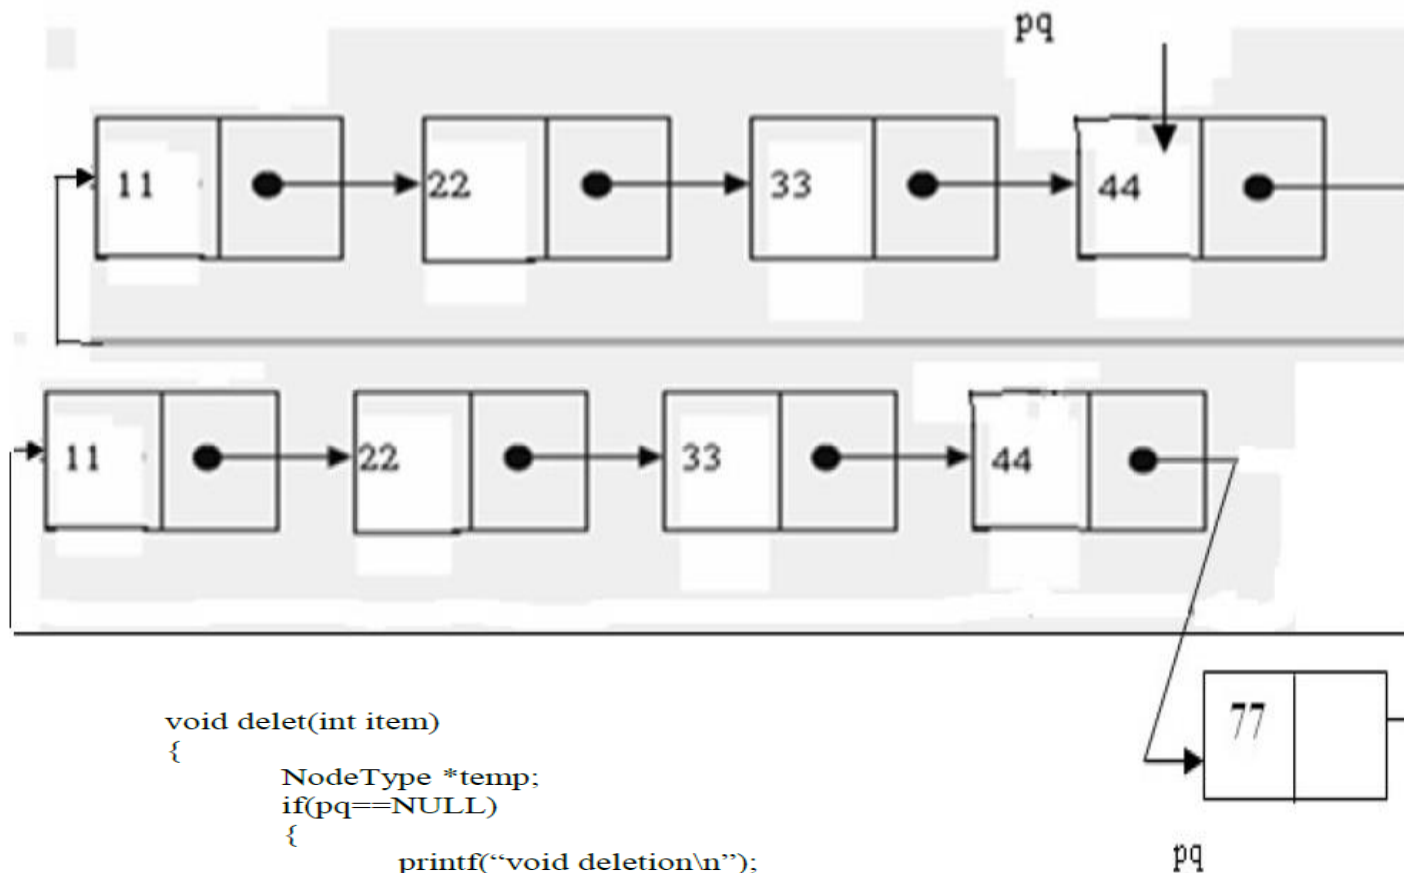 pq
11 22 33 44
11 22 33 44
77
void delet(int item)
{
NodeType *temp;
if(pq==NULL)
{
printf(“void deletion\n”);
pq